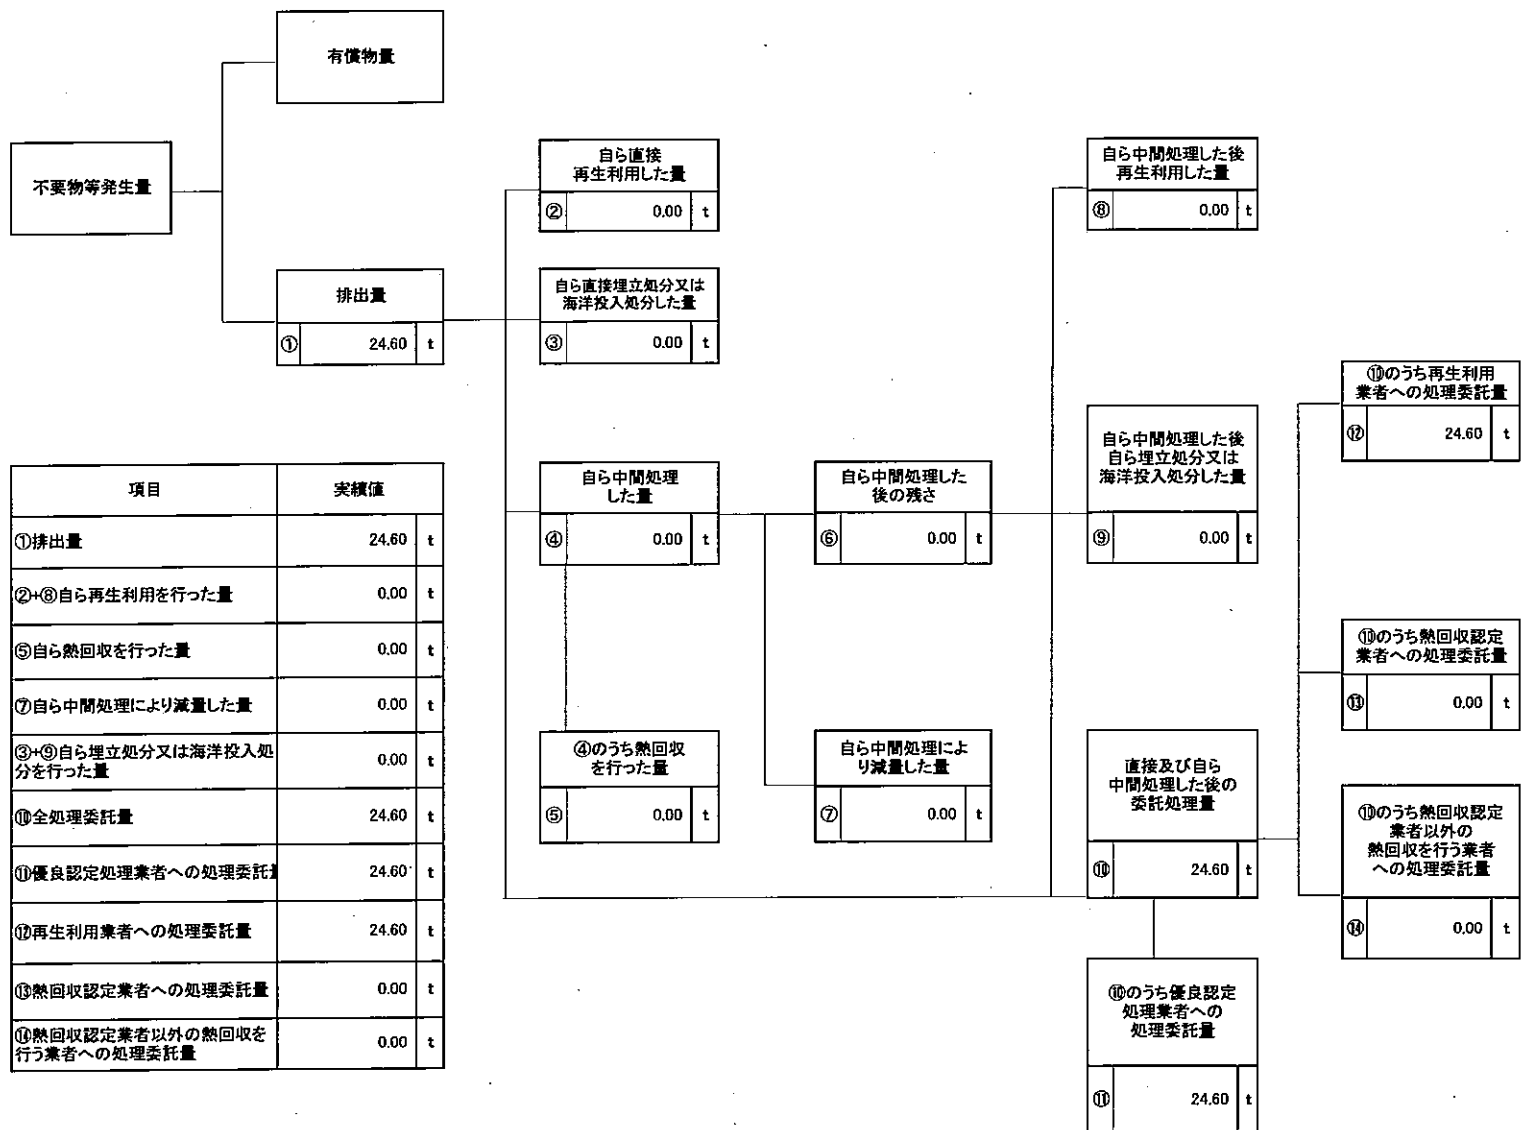 有償物量
不要物等発生量
排出量
① 24.60 t
自ら直接
再生利用した量
② 0.00 t
自ら直接埋立処分又は
海洋投入処分した量
③ 0.00 t
自ら中間処理
した量
④ 0.00 t
④のうち熱回収
を行った量
⑤ 0.00 t
自ら中間処理した
後の残さ
⑥ 0.00 t
自ら中間処理によ
り減量した量
⑦ 0.00 t
自ら中間処理した後
再生利用した量
⑧ 0.00 t
自ら中間処理した後
自ら埋立処分又は
海洋投入処分した量
⑨ 0.00 t
直接及び自ら
中間処理した後の
委託処理量
⑩ 24.60 t
⑩のうち優良認定
処理業者への
処理委託量
⑪ 24.60 t
⑩のうち再生利用
業者への処理委託量
⑫ 24.60 t
⑩のうち熱回収認定
業者への処理委託量
⑬ 0.00 t
⑩のうち熱回収認定
業者以外の
熱回収を行う業者
への処理委託量
⑭ 0.00 t
項目 実績値
①排出量 24.60 t
②+⑧自ら再生利用を行った量 0.00 t
⑤自ら熱回収を行った量 0.00 t
⑦自ら中間処理により減量した量 0.00 t
③+⑨自ら埋立処分又は海洋投入処
分を行った量 0.00 t
⑩全処理委託量 24.60 t
⑪優良認定処理業者への処理委託量 24.60 t
⑫再生利用業者への処理委託量 24.60 t
⑬熱回収認定業者への処理委託量 0.00 t
⑭熱回収認定業者以外の熱回収を
行う業者への処理委託量 0.00 t